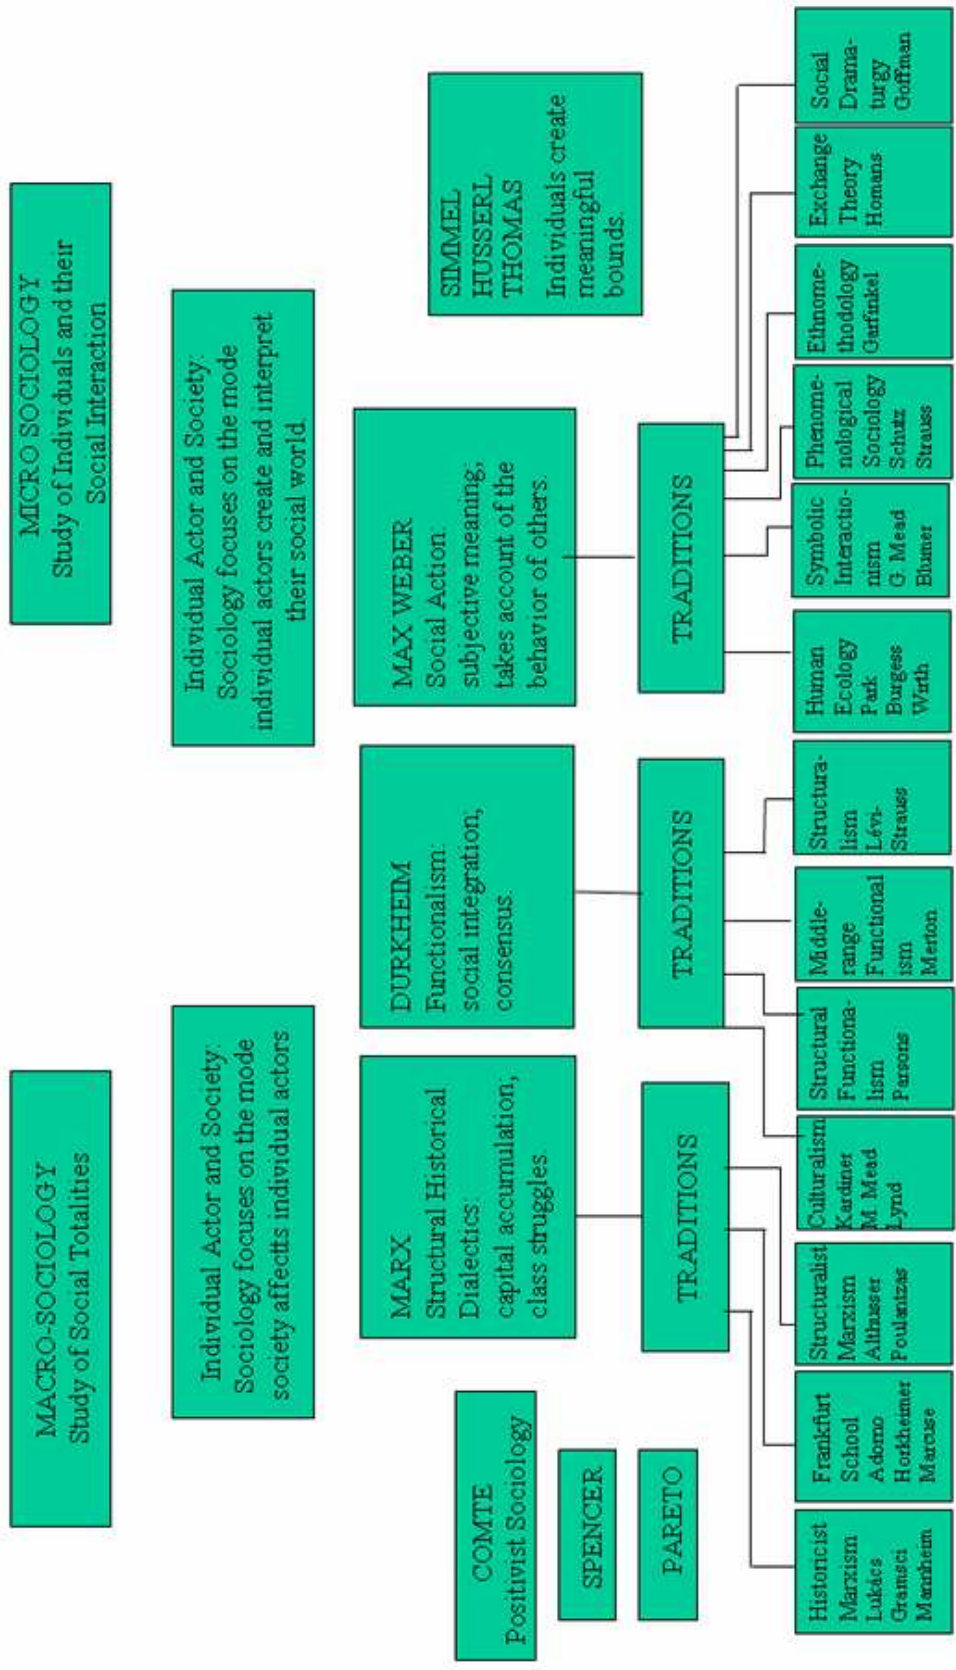 MACRO-SOCIOLOGY
Study of Social Totalities
MICRO SOCIOLOGY
Study of Individuals and their
Social Interaction
Individual Actor and Society:
Sociology focuses on the mode
society affectts individual actors
Individual Actor and Society:
Sociology focuses on the mode
individual actors create and interpret
their social world.
COMTE
Positivist Sociology
SPENCER
PARETO
MARX
Structural Historical
Dialectics:
capital accumulation;
class struggles.
DURKHEIM
Functionalism:
social integration;
consensus.
MAX WEBER
Social Action:
subjective meaning;
takes account of the
behavior of others.
SIMMEL
HUSSERL
THOMAS
Individuals create
meaningful
bounds.
TRADITIONS
TRADITIONS
TRADITIONS
Historicist
Marxism
Lukács
Gramsci
Mannheim
Frankfurt
School
Adorno
Horkheimer
Marcuse
Structuralist
Marxism
Althusser
Poulantzas
Culturalism
Kardiner
M Mead
Lynd
Structural
Functiona-
lism
Parsons
Middle-
range
Functional
ism
Merton
Structura-
lism
Lévi-
Strauss
Human
Ecology
Park
Burgess
Wirth
Symbolic
Interactio-
nism
G. Mead
Blumer
Phenome-
nological
Sociology
Schutz
Strauss
Ethnome-
thodology
Garfinkel
Exchange
Theory
Homans
Social
Drama-
turgy
Goffman